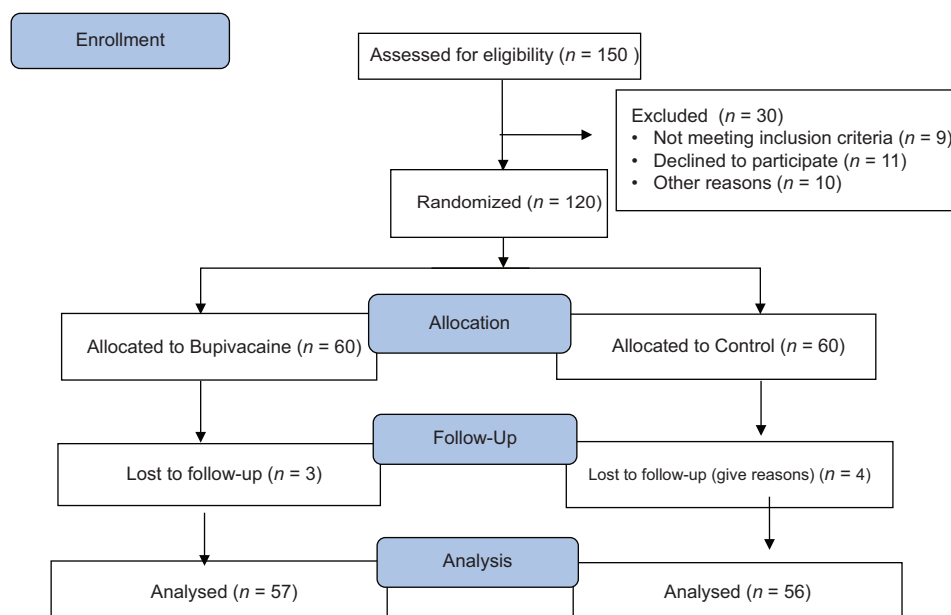 Enrollment
Assessed for eligibility (n = 150 )
Excluded (n = 30)
• Not meeting inclusion criteria (n = 9)
• Declined to participate (n = 11)
• Other reasons (n = 10)
Randomized (n = 120)
Allocation
Allocated to Bupivacaine (n = 60)
Allocated to Control (n = 60)
Follow-Up
Lost to follow-up (n = 3)
Lost to follow-up (give reasons) (n = 4)
Analysis
Analysed (n = 57)
Analysed (n = 56)